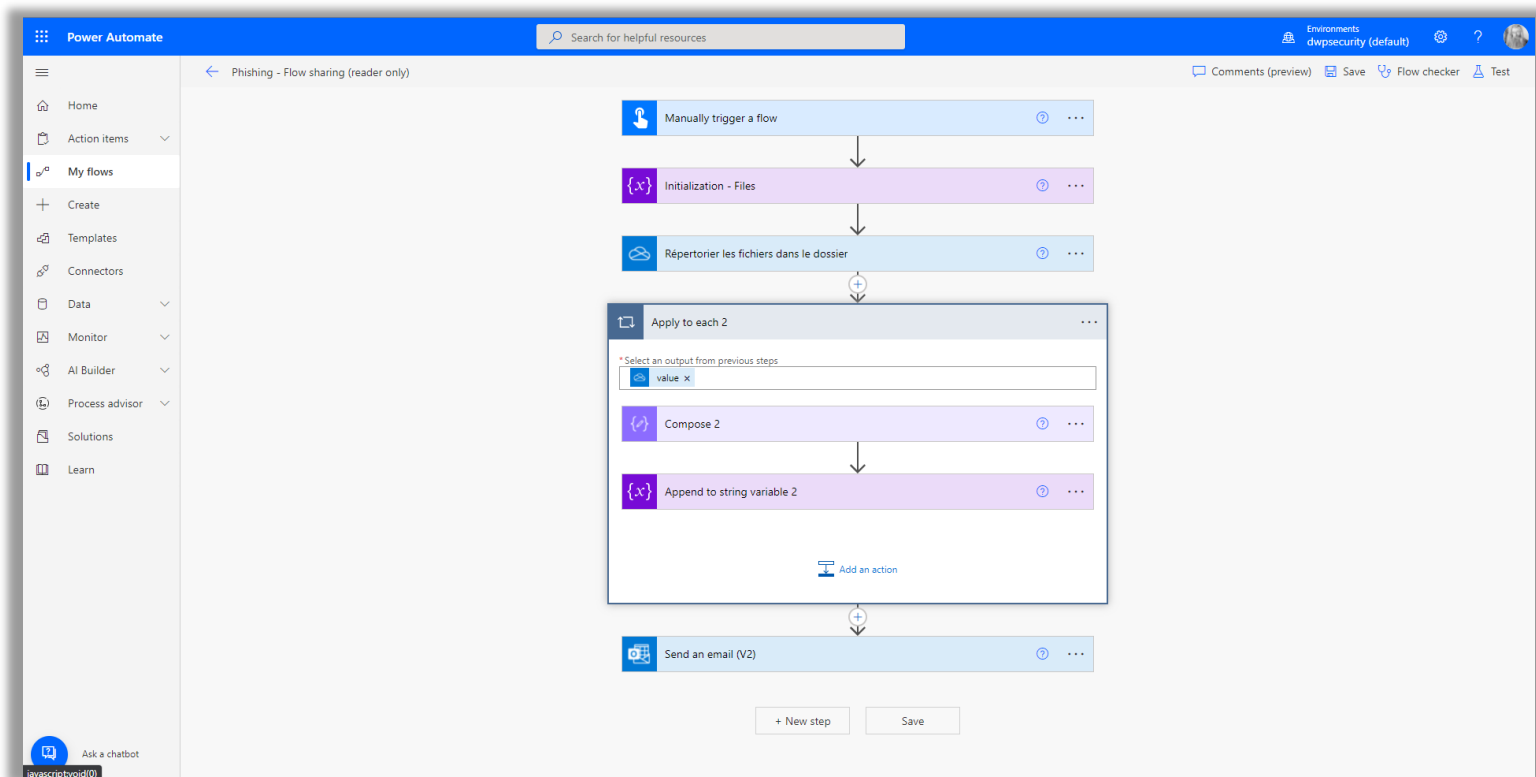 Power Automate
Search for helpful resources
Environments
dwpsecurity (default)
?
Phishing - Flow sharing (reader only)
Comments (preview)
Save
Flow checker
Test
Home
Action items
My flows
Create
Templates
Connectors
Data
Monitor
AI Builder
Process advisor
Solutions
Learn
Ask a chatbot
javascript:void(0)
Manually trigger a flow
{x} Initialization - Files
Répertorier les fichiers dans le dossier
Apply to each 2
* Select an output from previous steps
value ×
Compose 2
{x} Append to string variable 2
Add an action
Send an email (V2)
+ New step
Save